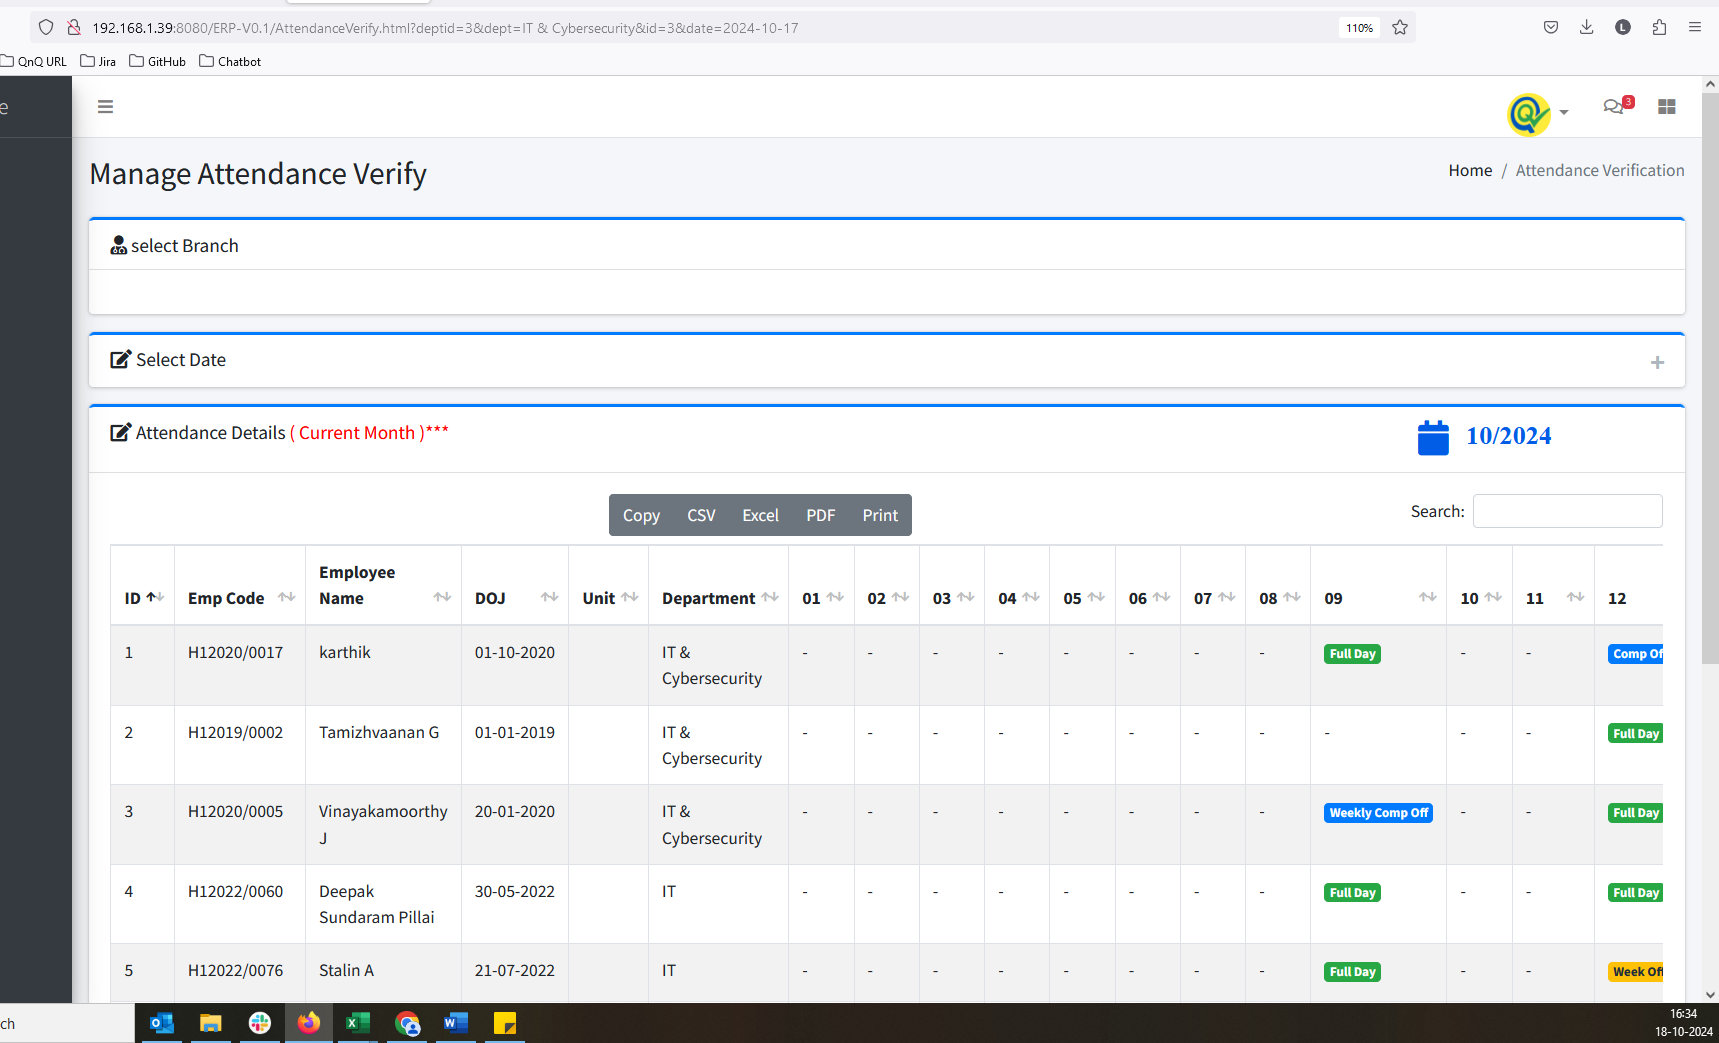 192.168.1.39:8080/ERP-V0.1/AttendanceVerify.html?deptid=3&dept=IT & Cybersecurity&id=3&date=2024-10-17
110%
L
QnQ URL Jira GitHub Chatbot
e
3
Manage Attendance Verify
Home / Attendance Verification
select Branch
Select Date
Attendance Details ( Current Month )***
10/2024
Copy CSV Excel PDF Print
Search:
ID Emp Code Employee Name DOJ Unit Department 01 02 03 04 05 06 07 08 09 10 11 12
1 H12020/0017 karthik 01-10-2020 IT & Cybersecurity - - - - - - - - Full Day - - Comp Of
2 H12019/0002 Tamizhvaanan G 01-01-2019 IT & Cybersecurity - - - - - - - - - - - Full Day
3 H12020/0005 Vinayakamoorthy J 20-01-2020 IT & Cybersecurity - - - - - - - - Weekly Comp Off - - Full Day
4 H12022/0060 Deepak Sundaram Pillai 30-05-2022 IT - - - - - - - - Full Day - - Full Day
5 H12022/0076 Stalin A 21-07-2022 IT - - - - - - - - Full Day - - Week Off
ch
16:34
18-10-2024